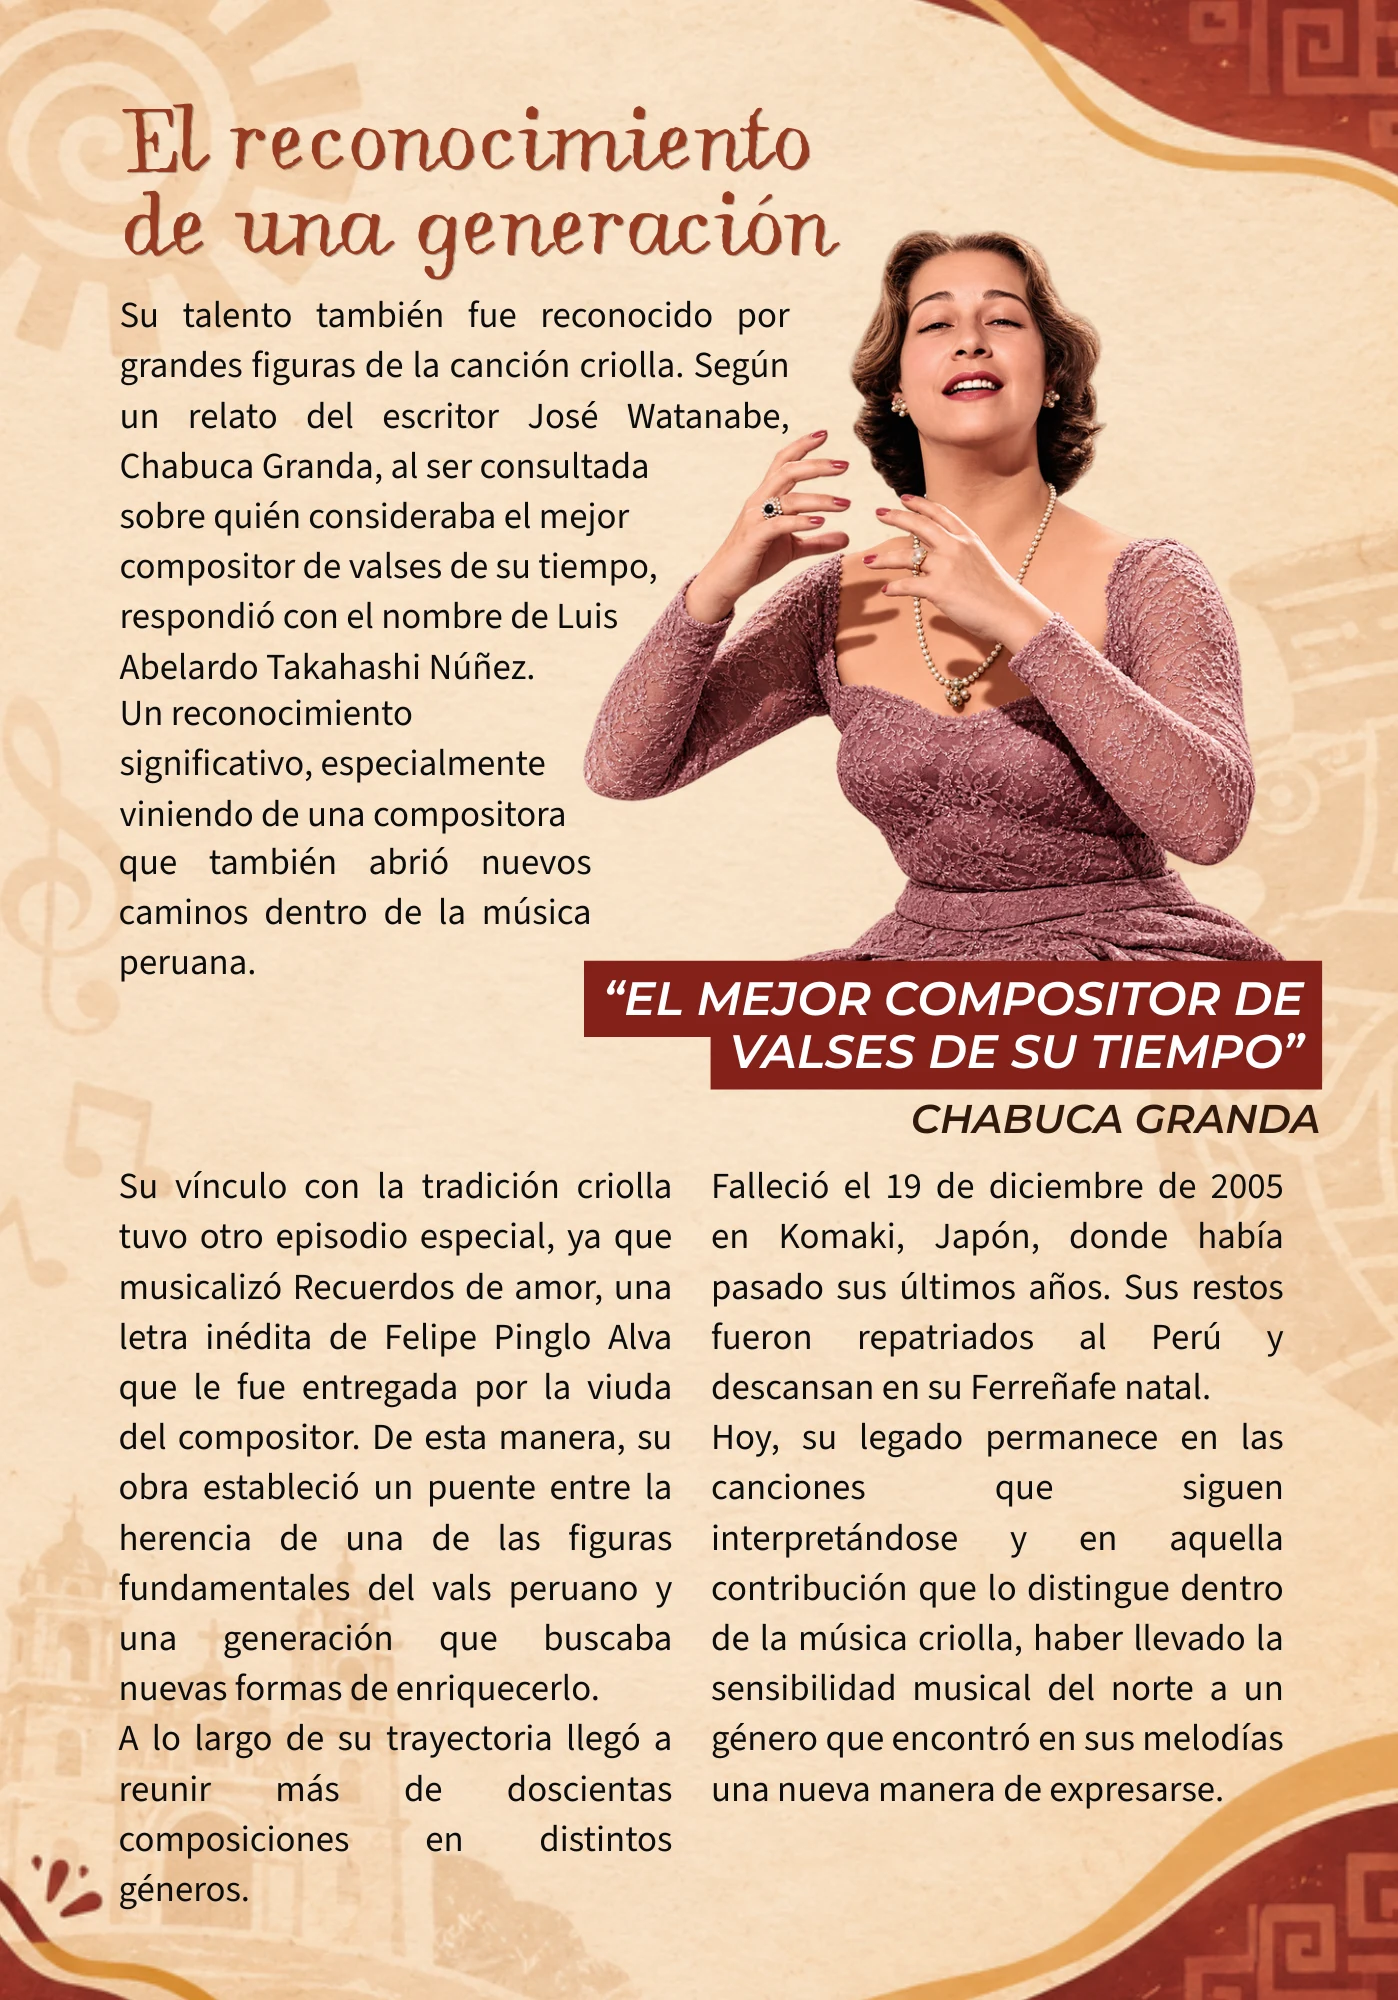 El reconocimiento
de una generación
Su talento también fue reconocido por
grandes figuras de la canción criolla. Según
un relato del escritor José Watanabe,
Chabuca Granda, al ser consultada
sobre quién consideraba el mejor
compositor de valses de su tiempo,
respondió con el nombre de Luis
Abelardo Takahashi Núñez.
Un reconocimiento
significativo, especialmente
viniendo de una compositora
que también abrió nuevos
caminos dentro de la música
peruana.
“EL MEJOR COMPOSITOR DE
VALSES DE SU TIEMPO”
CHABUCA GRANDA
Su vínculo con la tradición criolla
tuvo otro episodio especial, ya que
musicalizó Recuerdos de amor, una
letra inédita de Felipe Pinglo Alva
que le fue entregada por la viuda
del compositor. De esta manera, su
obra estableció un puente entre la
herencia de una de las figuras
fundamentales del vals peruano y
una generación que buscaba
nuevas formas de enriquecerlo.
A lo largo de su trayectoria llegó a
reunir más de doscientas
composiciones en distintos
géneros.
Falleció el 19 de diciembre de 2005
en Komaki, Japón, donde había
pasado sus últimos años. Sus restos
fueron repatriados al Perú y
descansan en su Ferreñafe natal.
Hoy, su legado permanece en las
canciones que siguen
interpretándose y en aquella
contribución que lo distingue dentro
de la música criolla, haber llevado la
sensibilidad musical del norte a un
género que encontró en sus melodías
una nueva manera de expresarse.